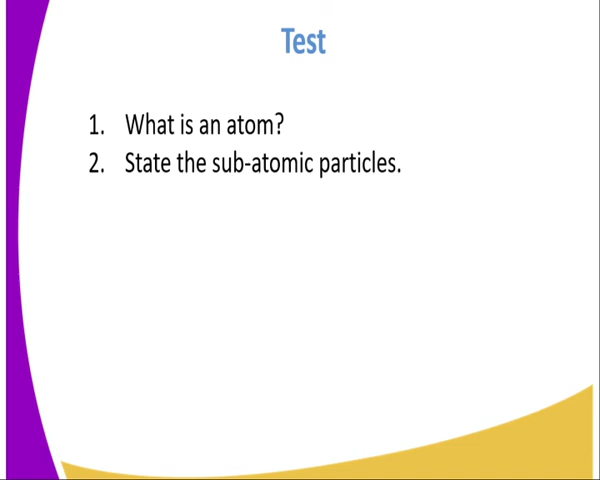 Test
1. What is an atom?
2. State the sub-atomic particles.